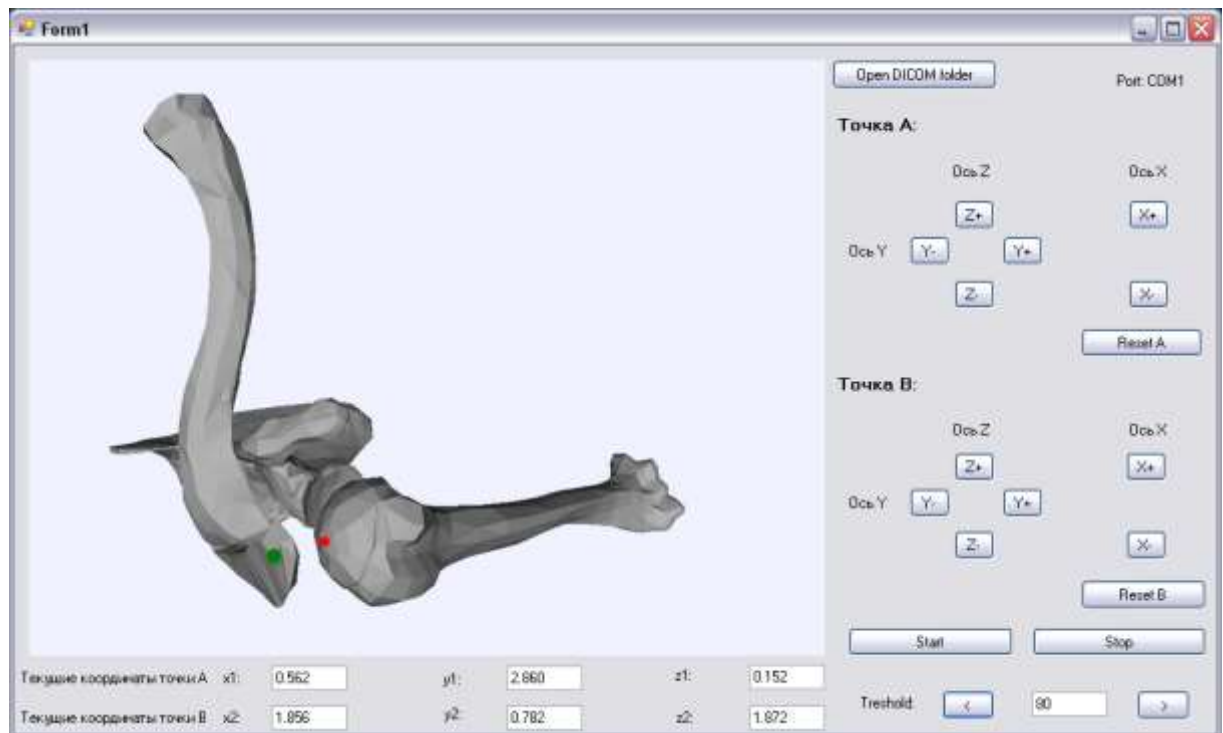 Form1
Open DICOM folder Port: COM1
Точка A:
Ось Z Ось X
Z+ X+
Ось Y Y- Y+
Z- X-
Reset A
Точка B:
Ось Z Ось X
Z+ X+
Ось Y Y- Y+
Z- X-
Reset B
Start Stop
Текущие координаты точки A x1: 0.562 y1: 2.860 z1: 0.152
Treshold: < 80 >
Текущие координаты точки B x2: 1.856 y2: 0.782 z2: 1.872